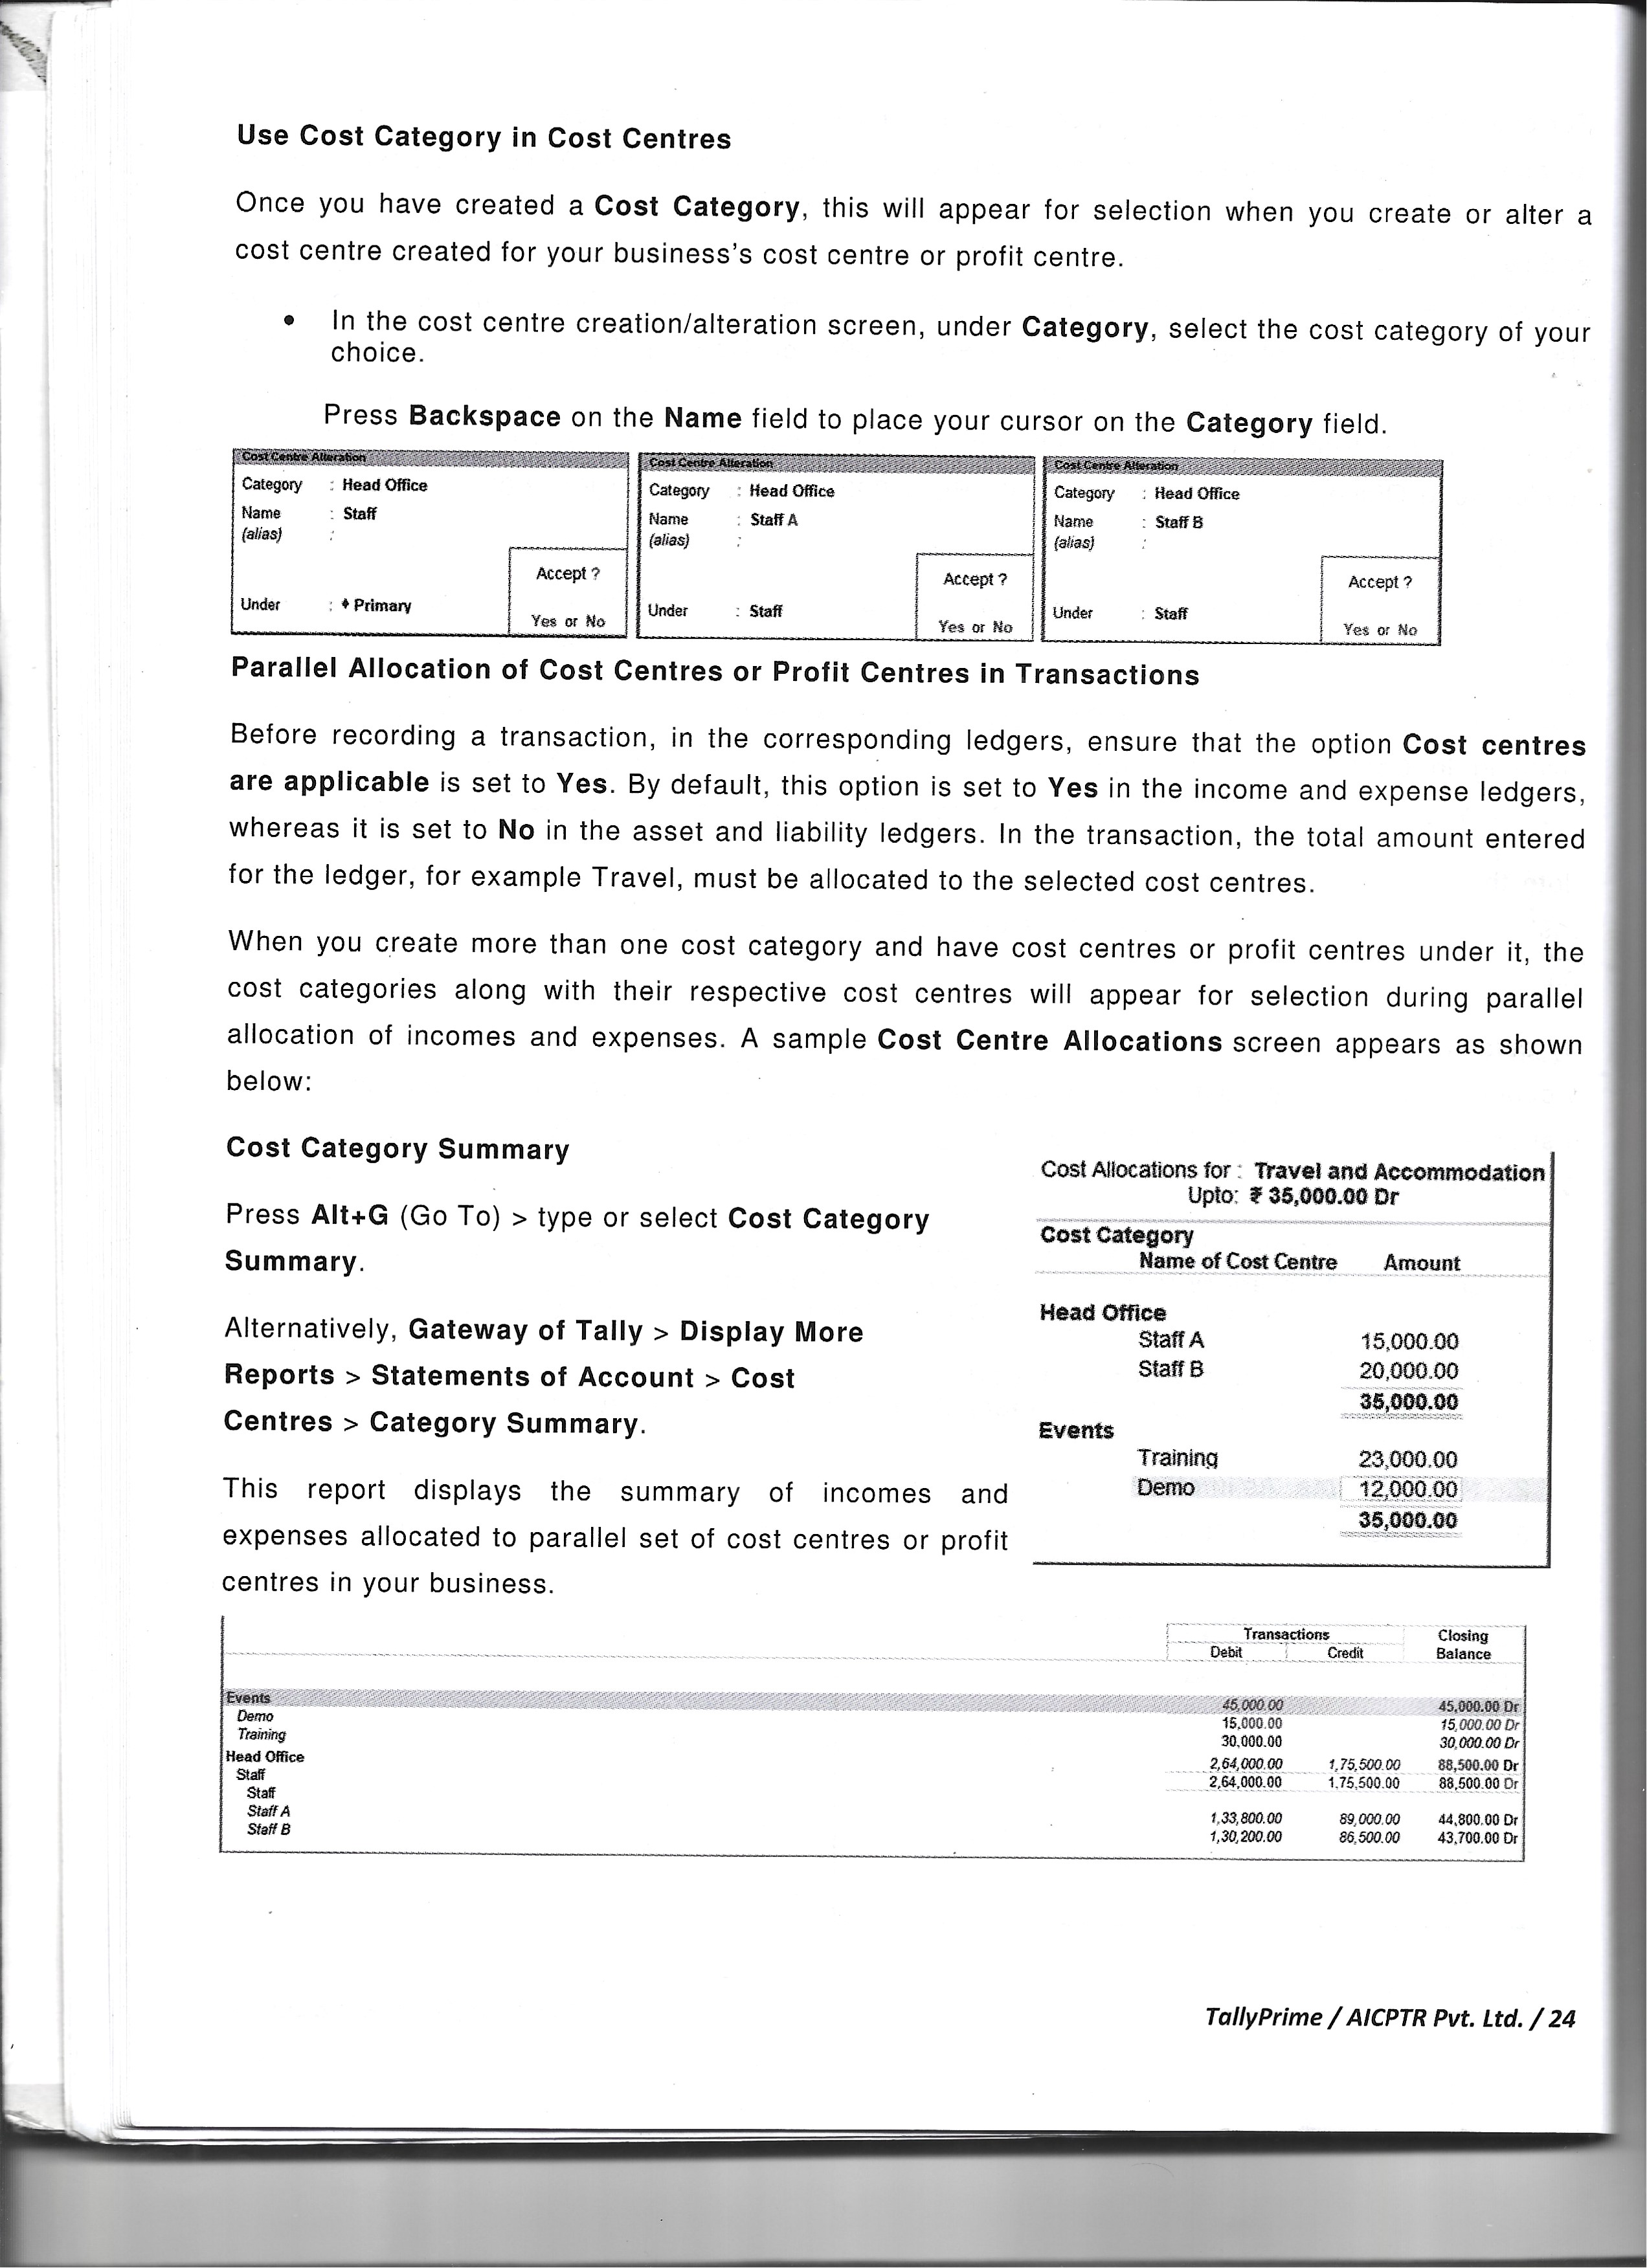 Use Cost Category in Cost Centres
Once you have created a Cost Category, this will appear for selection when you create or alter a
cost centre created for your business's cost centre or profit centre.
• In the cost centre creation/alteration screen, under Category, select the cost category of your
choice.
Press Backspace on the Name field to place your cursor on the Category field.
Cost Centre Alteration
Category : Head Office
Name : Staff
(alias) :
Accept ?
Under : ♦ Primary
Yes or No
Cost Centre Alteration
Category : Head Office
Name : Staff A
(alias) :
Accept ?
Under : Staff
Yes or No
Cost Centre Alteration
Category : Head Office
Name : Staff B
(alias) :
Accept ?
Under : Staff
Yes or No
Parallel Allocation of Cost Centres or Profit Centres in Transactions
Before recording a transaction, in the corresponding ledgers, ensure that the option Cost centres
are applicable is set to Yes. By default, this option is set to Yes in the income and expense ledgers,
whereas it is set to No in the asset and liability ledgers. In the transaction, the total amount entered
for the ledger, for example Travel, must be allocated to the selected cost centres.
When you create more than one cost category and have cost centres or profit centres under it, the
cost categories along with their respective cost centres will appear for selection during parallel
allocation of incomes and expenses. A sample Cost Centre Allocations screen appears as shown
below:
Cost Category Summary
Press Alt+G (Go To) > type or select Cost Category
Summary.
Alternatively, Gateway of Tally > Display More
Reports > Statements of Account > Cost
Centres > Category Summary.
This report displays the summary of incomes and
expenses allocated to parallel set of cost centres or profit
centres in your business.
Cost Allocations for : Travel and Accommodation
Upto: ₹ 35,000.00 Dr
Cost Category
Name of Cost Centre Amount
Head Office
Staff A 15,000.00
Staff B 20,000.00
35,000.00
Events
Training 23,000.00
Demo 12,000.00
35,000.00
Transactions Closing
Debit Credit Balance
Events 45,000.00 45,000.00 Dr
Demo 15,000.00 15,000.00 Dr
Training 30,000.00 30,000.00 Dr
Head Office 2,64,000.00 1,75,500.00 88,500.00 Dr
Staff 2,64,000.00 1,75,500.00 88,500.00 Dr
Staff
Staff A 1,33,800.00 89,000.00 44,800.00 Dr
Staff B 1,30,200.00 86,500.00 43,700.00 Dr
TallyPrime / AICPTR Pvt. Ltd. / 24